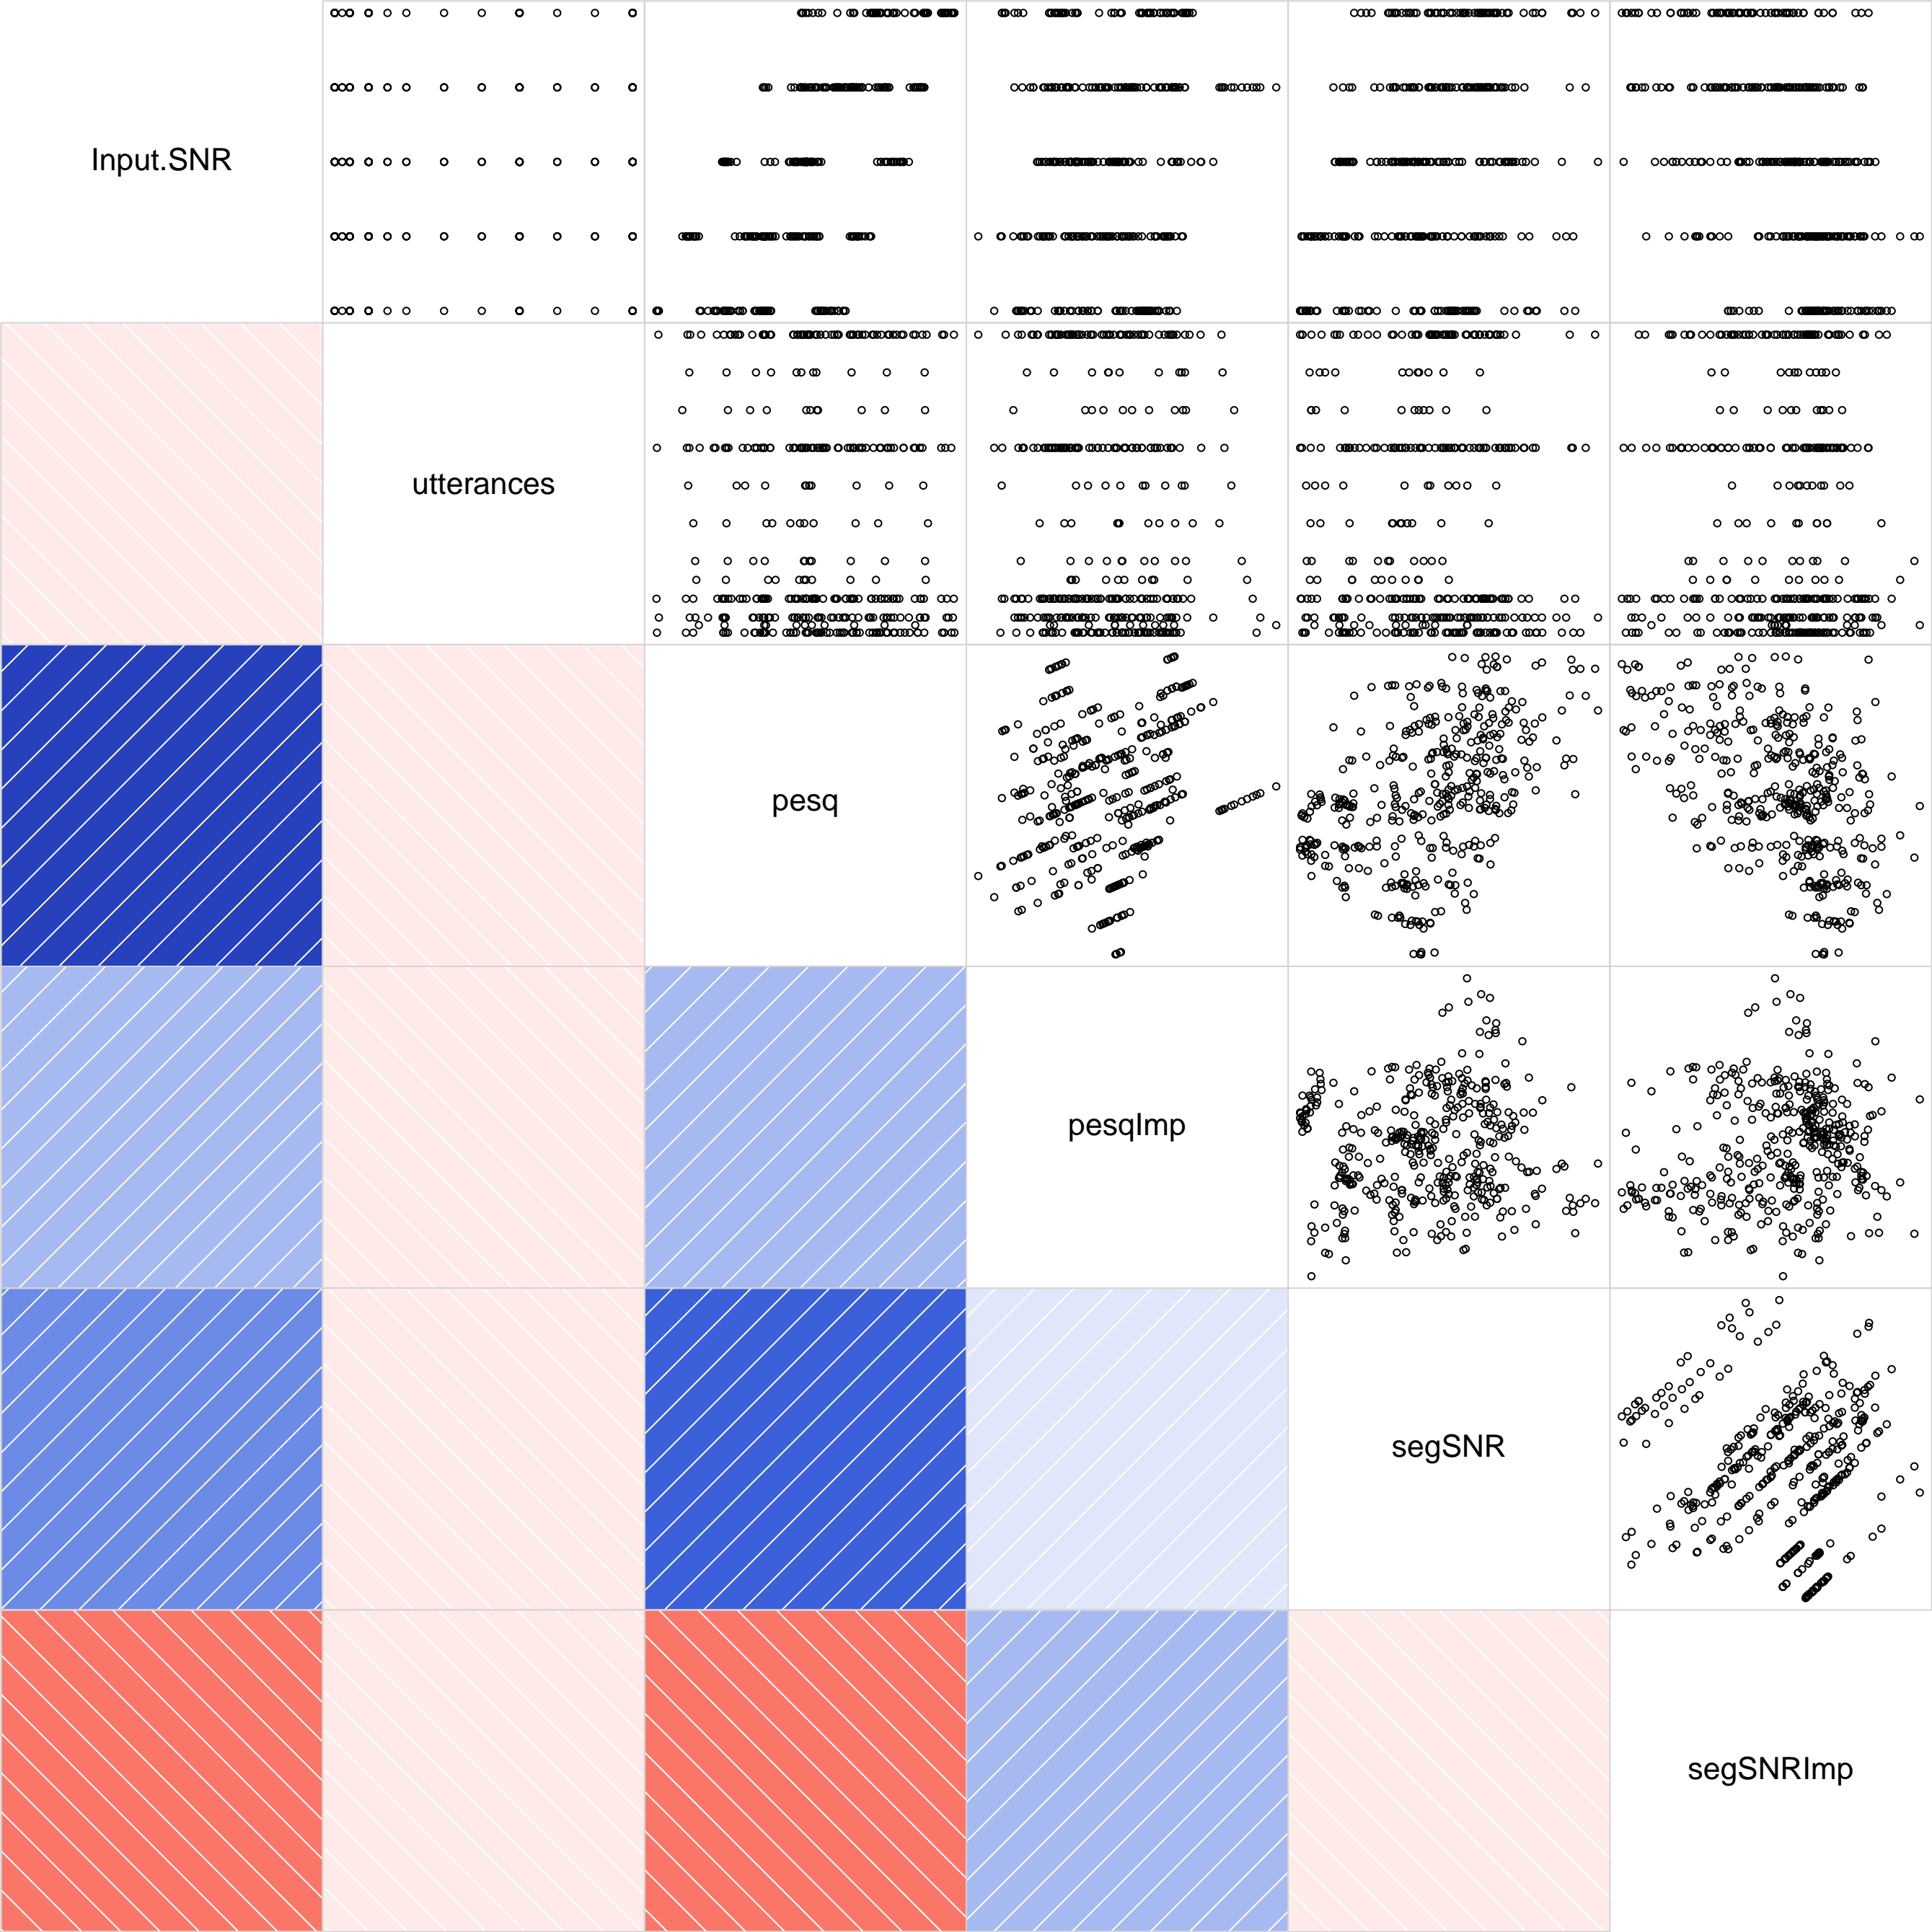 Input.SNR
utterances
pesq
pesqImp
segSNR
segSNRImp